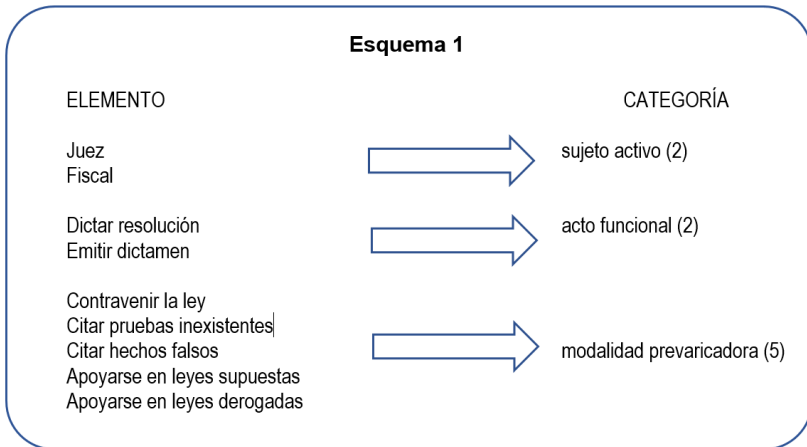 Esquema 1
ELEMENTO CATEGORÍA
Juez
Fiscal
sujeto activo (2)
Dictar resolución
Emitir dictamen
acto funcional (2)
Contravenir la ley
Citar pruebas inexistentes
Citar hechos falsos
Apoyarse en leyes supuestas
Apoyarse en leyes derogadas
modalidad prevaricadora (5)